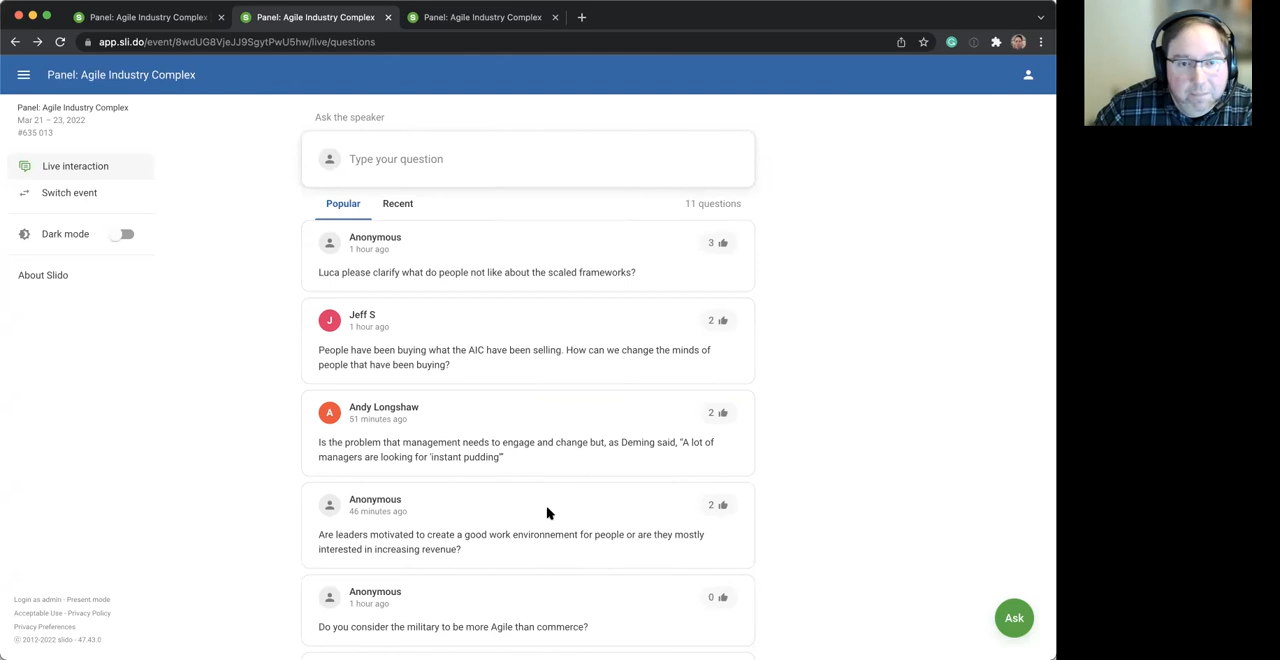 Panel: Agile Industry Complex
Panel: Agile Industry Complex
Panel: Agile Industry Complex
app.sli.do/event/8wdUG8VjeJJ9SgytPwU5hw/live/questions
Panel: Agile Industry Complex
Panel: Agile Industry Complex
Mar 21 – 23, 2022
#635 013
Live interaction
Switch event
Dark mode
About Slido
Ask the speaker
Type your question
Popular Recent 11 questions
Anonymous
1 hour ago
3
Luca please clarify what do people not like about the scaled frameworks?
J
Jeff S
1 hour ago
2
People have been buying what the AIC have been selling. How can we change the minds of
people that have been buying?
A
Andy Longshaw
51 minutes ago
2
Is the problem that management needs to engage and change but, as Deming said, "A lot of
managers are looking for 'instant pudding'"
Anonymous
46 minutes ago
2
Are leaders motivated to create a good work environnement for people or are they mostly
interested in increasing revenue?
Anonymous
1 hour ago
0
Do you consider the military to be more Agile than commerce?
Login as admin - Present mode
Acceptable Use - Privacy Policy
Privacy Preferences
© 2012-2022 slido - 47.43.0
Ask